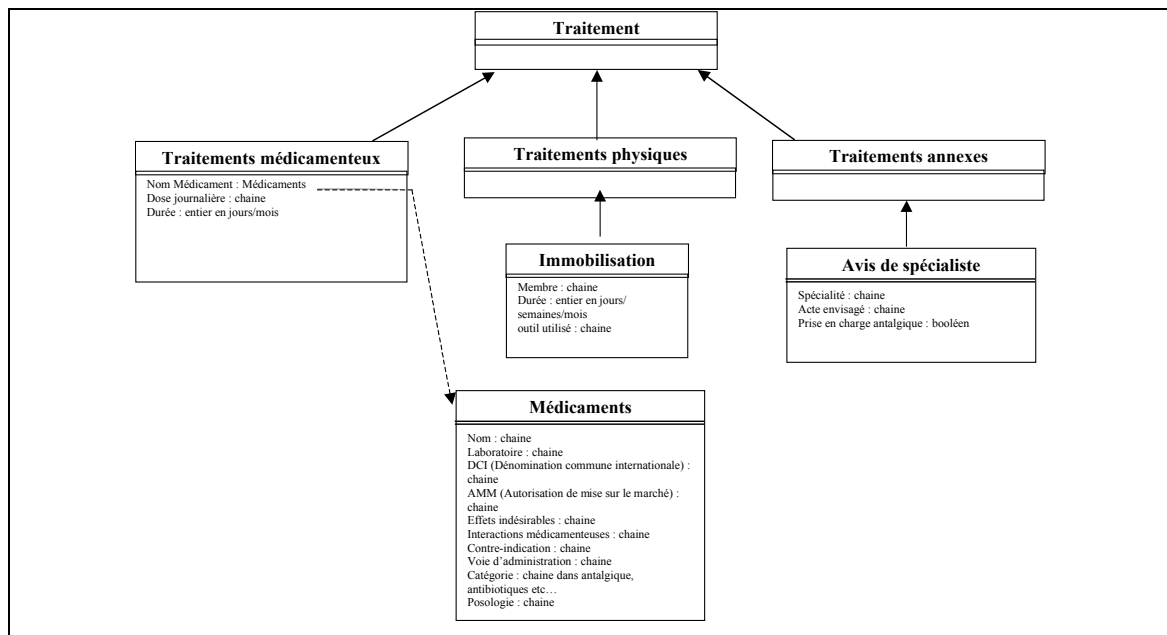 Traitement
Traitements médicamenteux
Nom Médicament : Médicaments
Dose journalière : chaine
Durée : entier en jours/mois
Traitements physiques
Traitements annexes
Immobilisation
Membre : chaine
Durée : entier en jours/
semaines/mois
outil utilisé : chaine
Avis de spécialiste
Spécialité : chaine
Acte envisagé : chaine
Prise en charge antalgique : booléen
Médicaments
Nom : chaine
Laboratoire : chaine
DCI (Dénomination commune internationale) :
chaine
AMM (Autorisation de mise sur le marché) :
chaine
Effets indésirables : chaine
Interactions médicamenteuses : chaine
Contre-indication : chaine
Voie d’administration : chaine
Catégorie : chaine dans antalgique,
antibiotiques etc…
Posologie : chaine